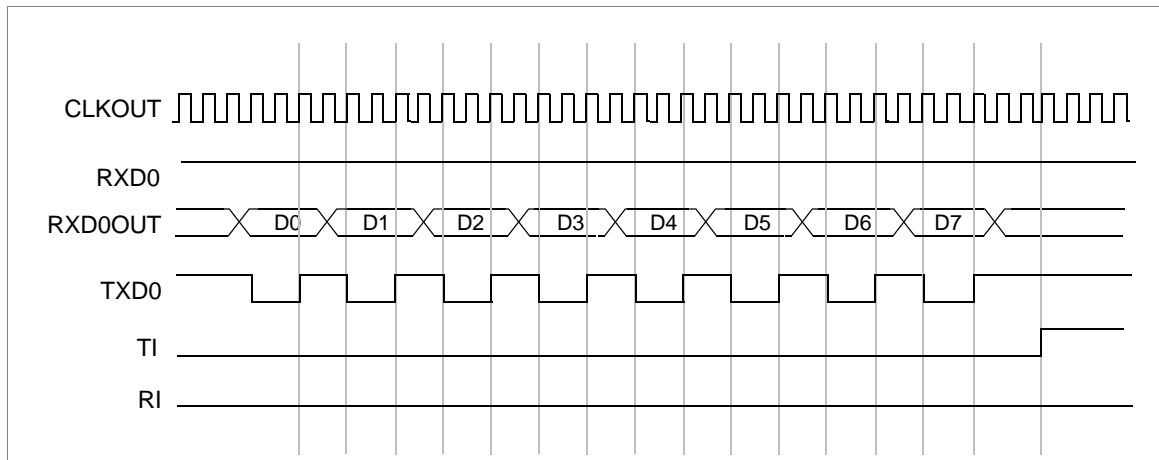 CLKOUT
RXD0
RXD0OUT D0 D1 D2 D3 D4 D5 D6 D7
TXD0
TI
RI